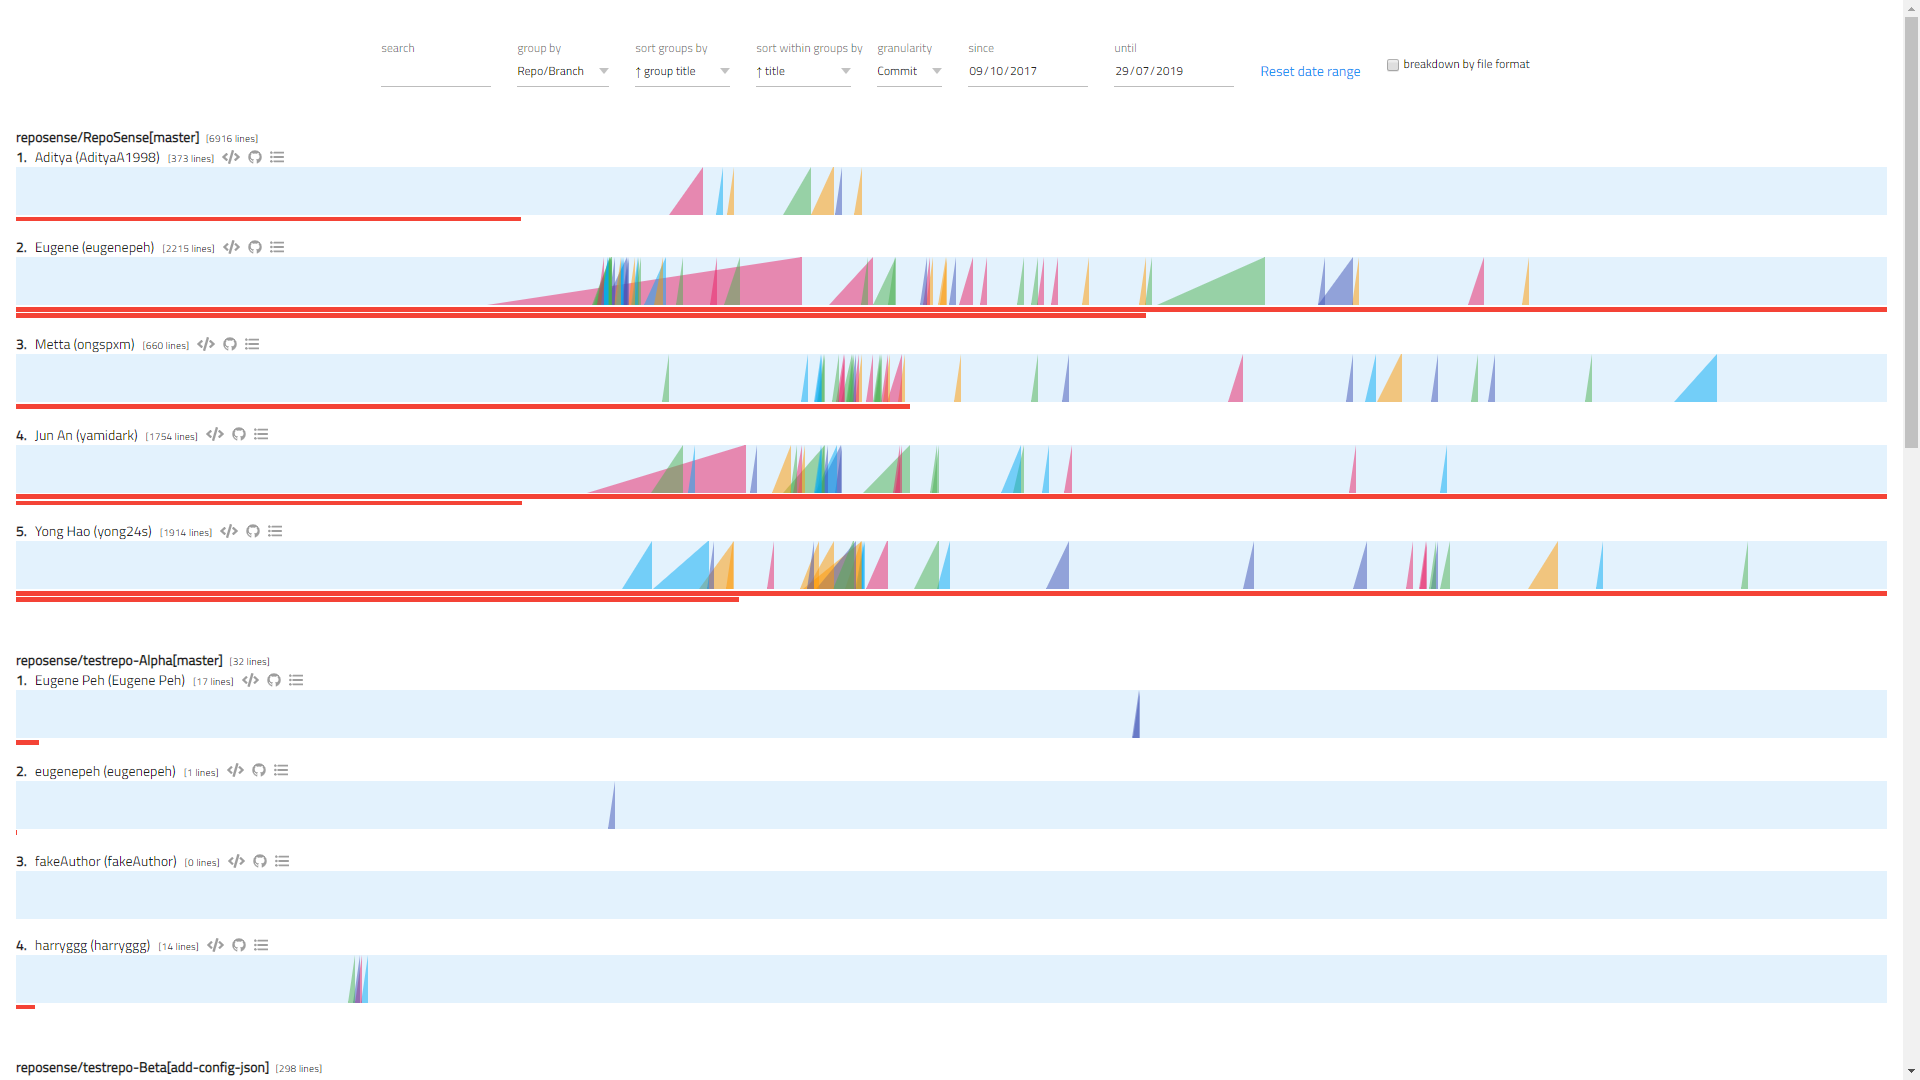 search group by sort groups by sort within groups by granularity since until
Repo/Branch ↑ group title ↑ title Commit 09/10/2017 29/07/2019 Reset date range breakdown by file format
reposense/RepoSense[master] [6916 lines]
1. Aditya (AdityaA1998) [373 lines]
2. Eugene (eugenepeh) [2215 lines]
3. Metta (ongspxm) [660 lines]
4. Jun An (yamidark) [1754 lines]
5. Yong Hao (yong24s) [1914 lines]
reposense/testrepo-Alpha[master] [32 lines]
1. Eugene Peh (Eugene Peh) [17 lines]
2. eugenepeh (eugenepeh) [1 lines]
3. fakeAuthor (fakeAuthor) [0 lines]
4. harryggg (harryggg) [14 lines]
reposense/testrepo-Beta[add-config-json] [298 lines]